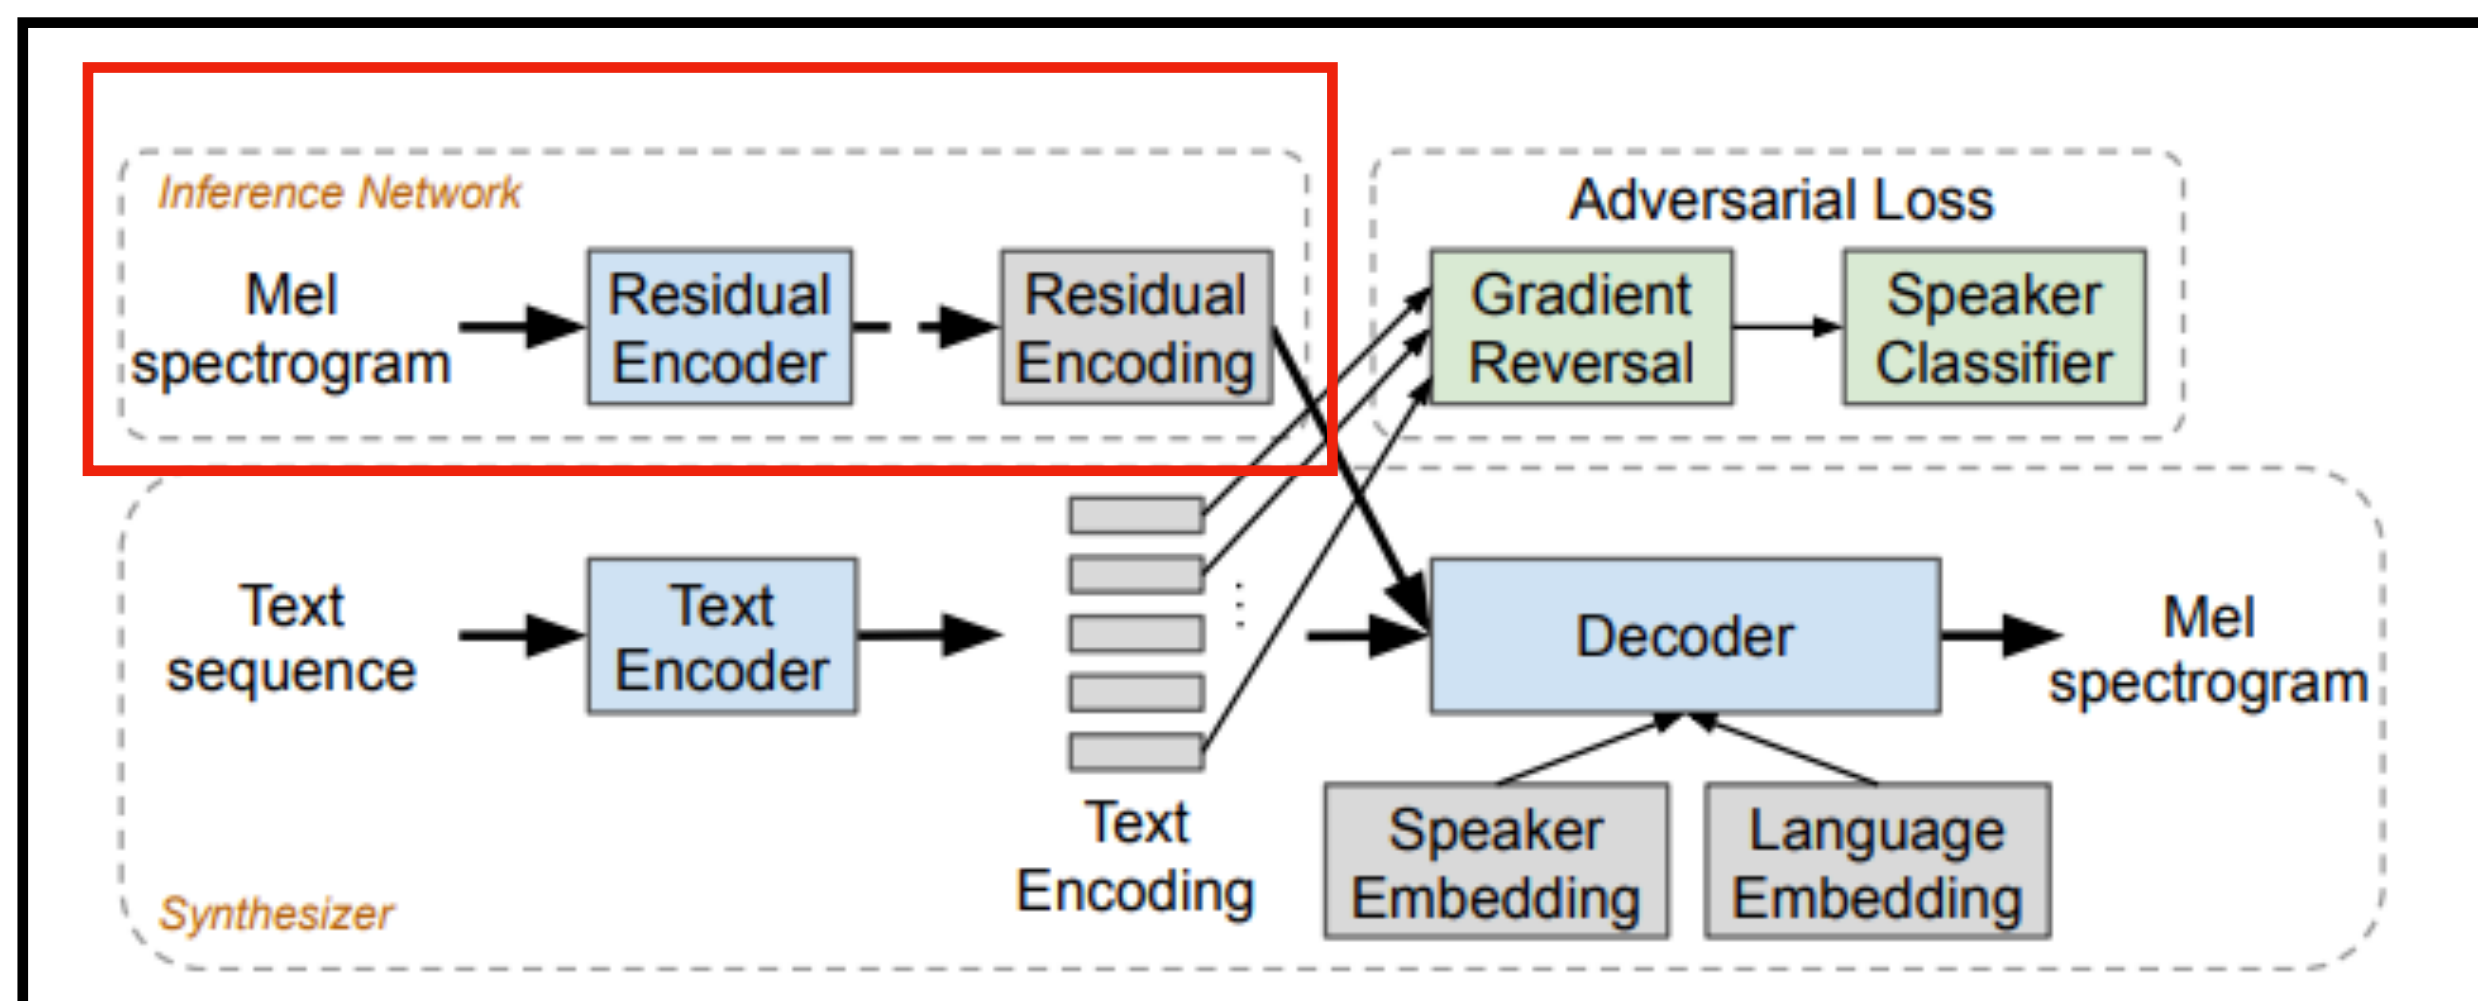 Inference Network
Mel
spectrogram
Residual
Encoder
Residual
Encoding
Adversarial Loss
Gradient
Reversal
Speaker
Classifier
Text
sequence
Text
Encoder
Text
Encoding
Decoder
Mel
spectrogram
Speaker
Embedding
Language
Embedding
Synthesizer